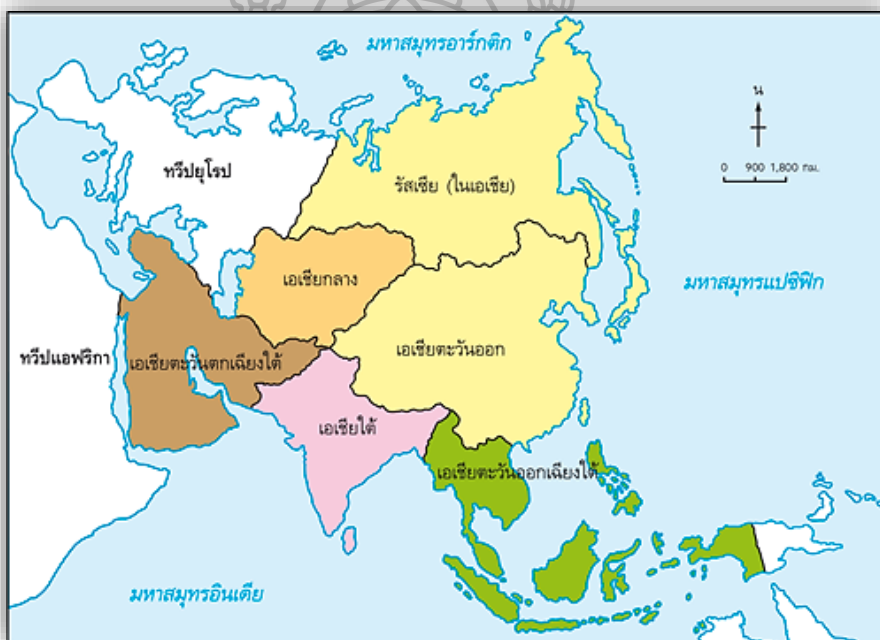 มหาสมุทรอาร์กติก
น
0 900 1,800 กม.
ทวีปยุโรป
รัสเซีย (ในเอเชีย)
เอเชียกลาง
มหาสมุทรแปซิฟิก
เอเชียตะวันออก
ทวีปแอฟริกา
เอเชียตะวันตกเฉียงใต้
เอเชียใต้
เอเชียตะวันออกเฉียงใต้
มหาสมุทรอินเดีย